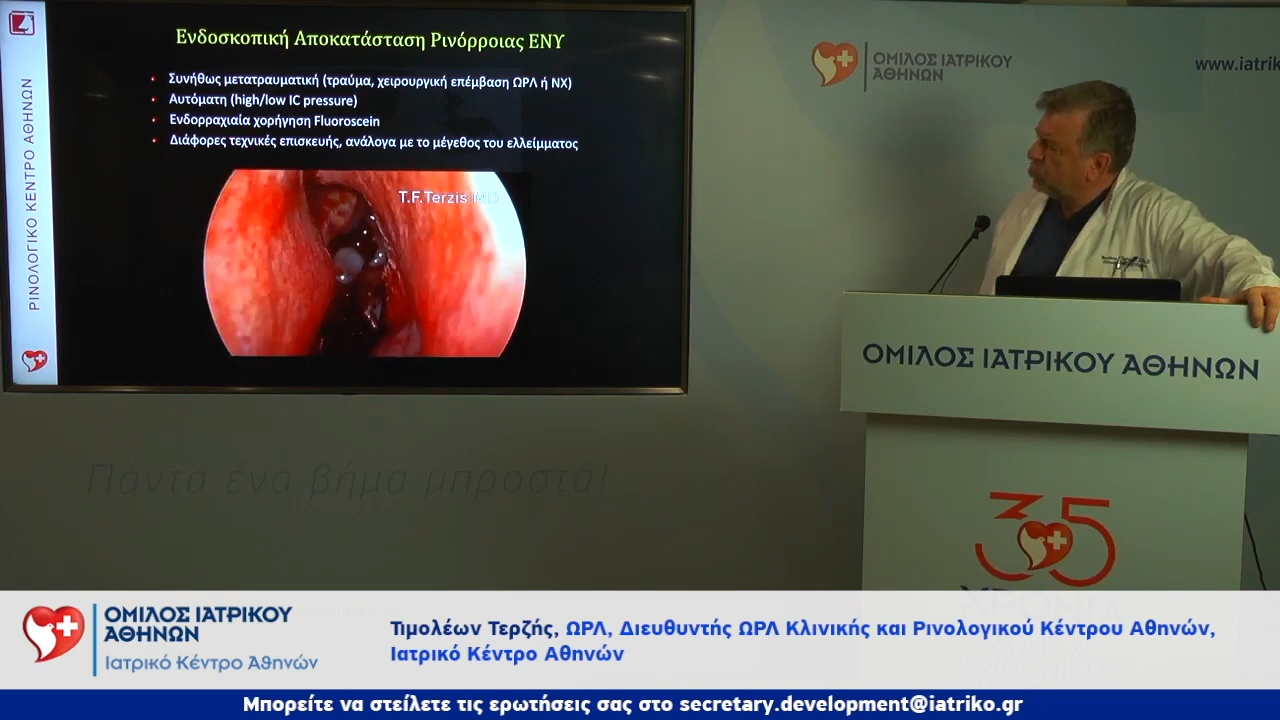 Ενδοσκοπική Αποκατάσταση Ρινόρροιας ΕΝΥ
• Συνήθως μετατραυματική (τραύμα, χειρουργική επέμβαση ΩΡΛ ή ΝΧ)
• Αυτόματη (high/low IC pressure)
• Ενδορραχιαία χορήγηση Fluoroscein
• Διάφορες τεχνικές επισκευής, ανάλογα με το μέγεθος του ελλείμματος
T.F.Terzis MD
ΡΙΝΟΛΟΓΙΚΟ ΚΕΝΤΡΟ ΑΘΗΝΩΝ
ΟΜΙΛΟΣ ΙΑΤΡΙΚΟΥ
ΑΘΗΝΩΝ
www.iatrik
Πάντα ένα βήμα μπροστά!
ΟΜΙΛΟΣ ΙΑΤΡΙΚΟΥ ΑΘΗΝΩΝ
35
ΧΡΟΝΙΑ
ΟΜΙΛΟΣ ΙΑΤΡΙΚΟΥ
ΑΘΗΝΩΝ
Ιατρικό Κέντρο Αθηνών
Τιμολέων Τερζής, ΩΡΛ, Διευθυντής ΩΡΛ Κλινικής και Ρινολογικού Κέντρου Αθηνών,
Ιατρικό Κέντρο Αθηνών
Μπορείτε να στείλετε τις ερωτήσεις σας στο secretary.development@iatriko.gr